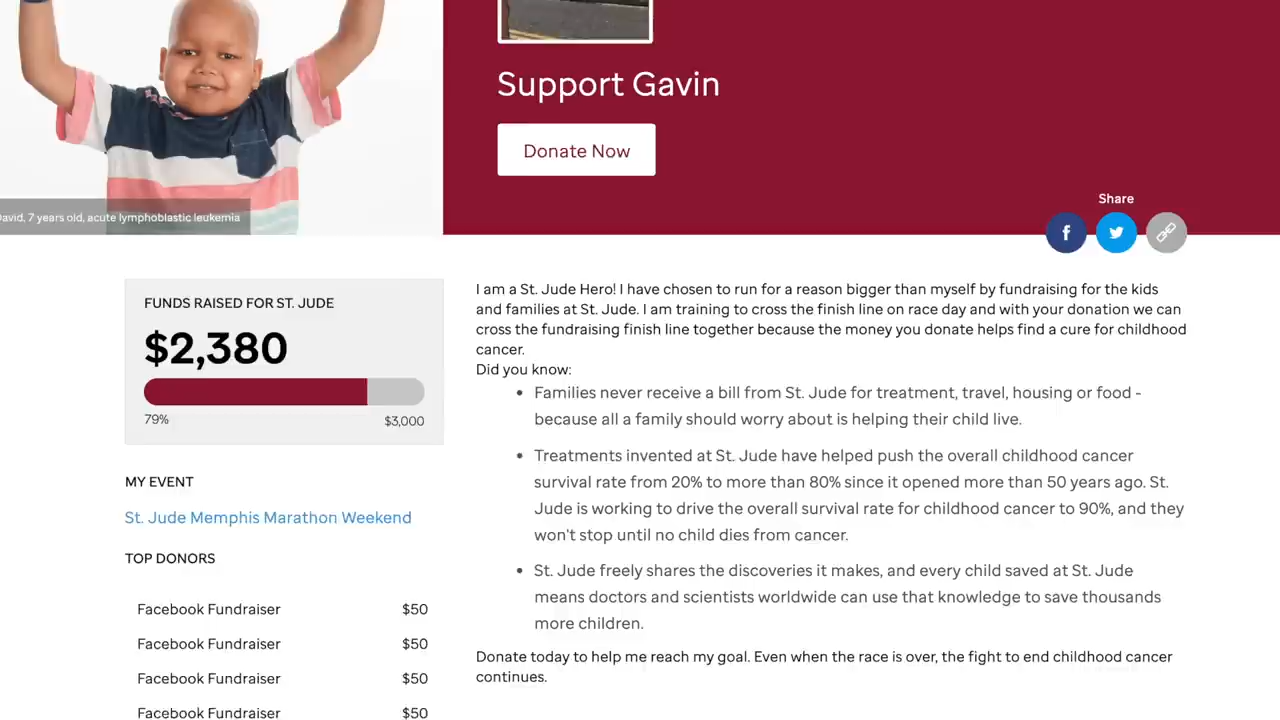 Support Gavin
Donate Now
David, 7 years old, acute lymphoblastic leukemia
Share
FUNDS RAISED FOR ST. JUDE
$2,380
79%
$3,000
MY EVENT
St. Jude Memphis Marathon Weekend
TOP DONORS
Facebook Fundraiser $50
Facebook Fundraiser $50
Facebook Fundraiser $50
Facebook Fundraiser $50
I am a St. Jude Hero! I have chosen to run for a reason bigger than myself by fundraising for the kids
and families at St. Jude. I am training to cross the finish line on race day and with your donation we can
cross the fundraising finish line together because the money you donate helps find a cure for childhood
cancer.
Did you know:
• Families never receive a bill from St. Jude for treatment, travel, housing or food -
because all a family should worry about is helping their child live.
• Treatments invented at St. Jude have helped push the overall childhood cancer
survival rate from 20% to more than 80% since it opened more than 50 years ago. St.
Jude is working to drive the overall survival rate for childhood cancer to 90%, and they
won't stop until no child dies from cancer.
• St. Jude freely shares the discoveries it makes, and every child saved at St. Jude
means doctors and scientists worldwide can use that knowledge to save thousands
more children.
Donate today to help me reach my goal. Even when the race is over, the fight to end childhood cancer
continues.